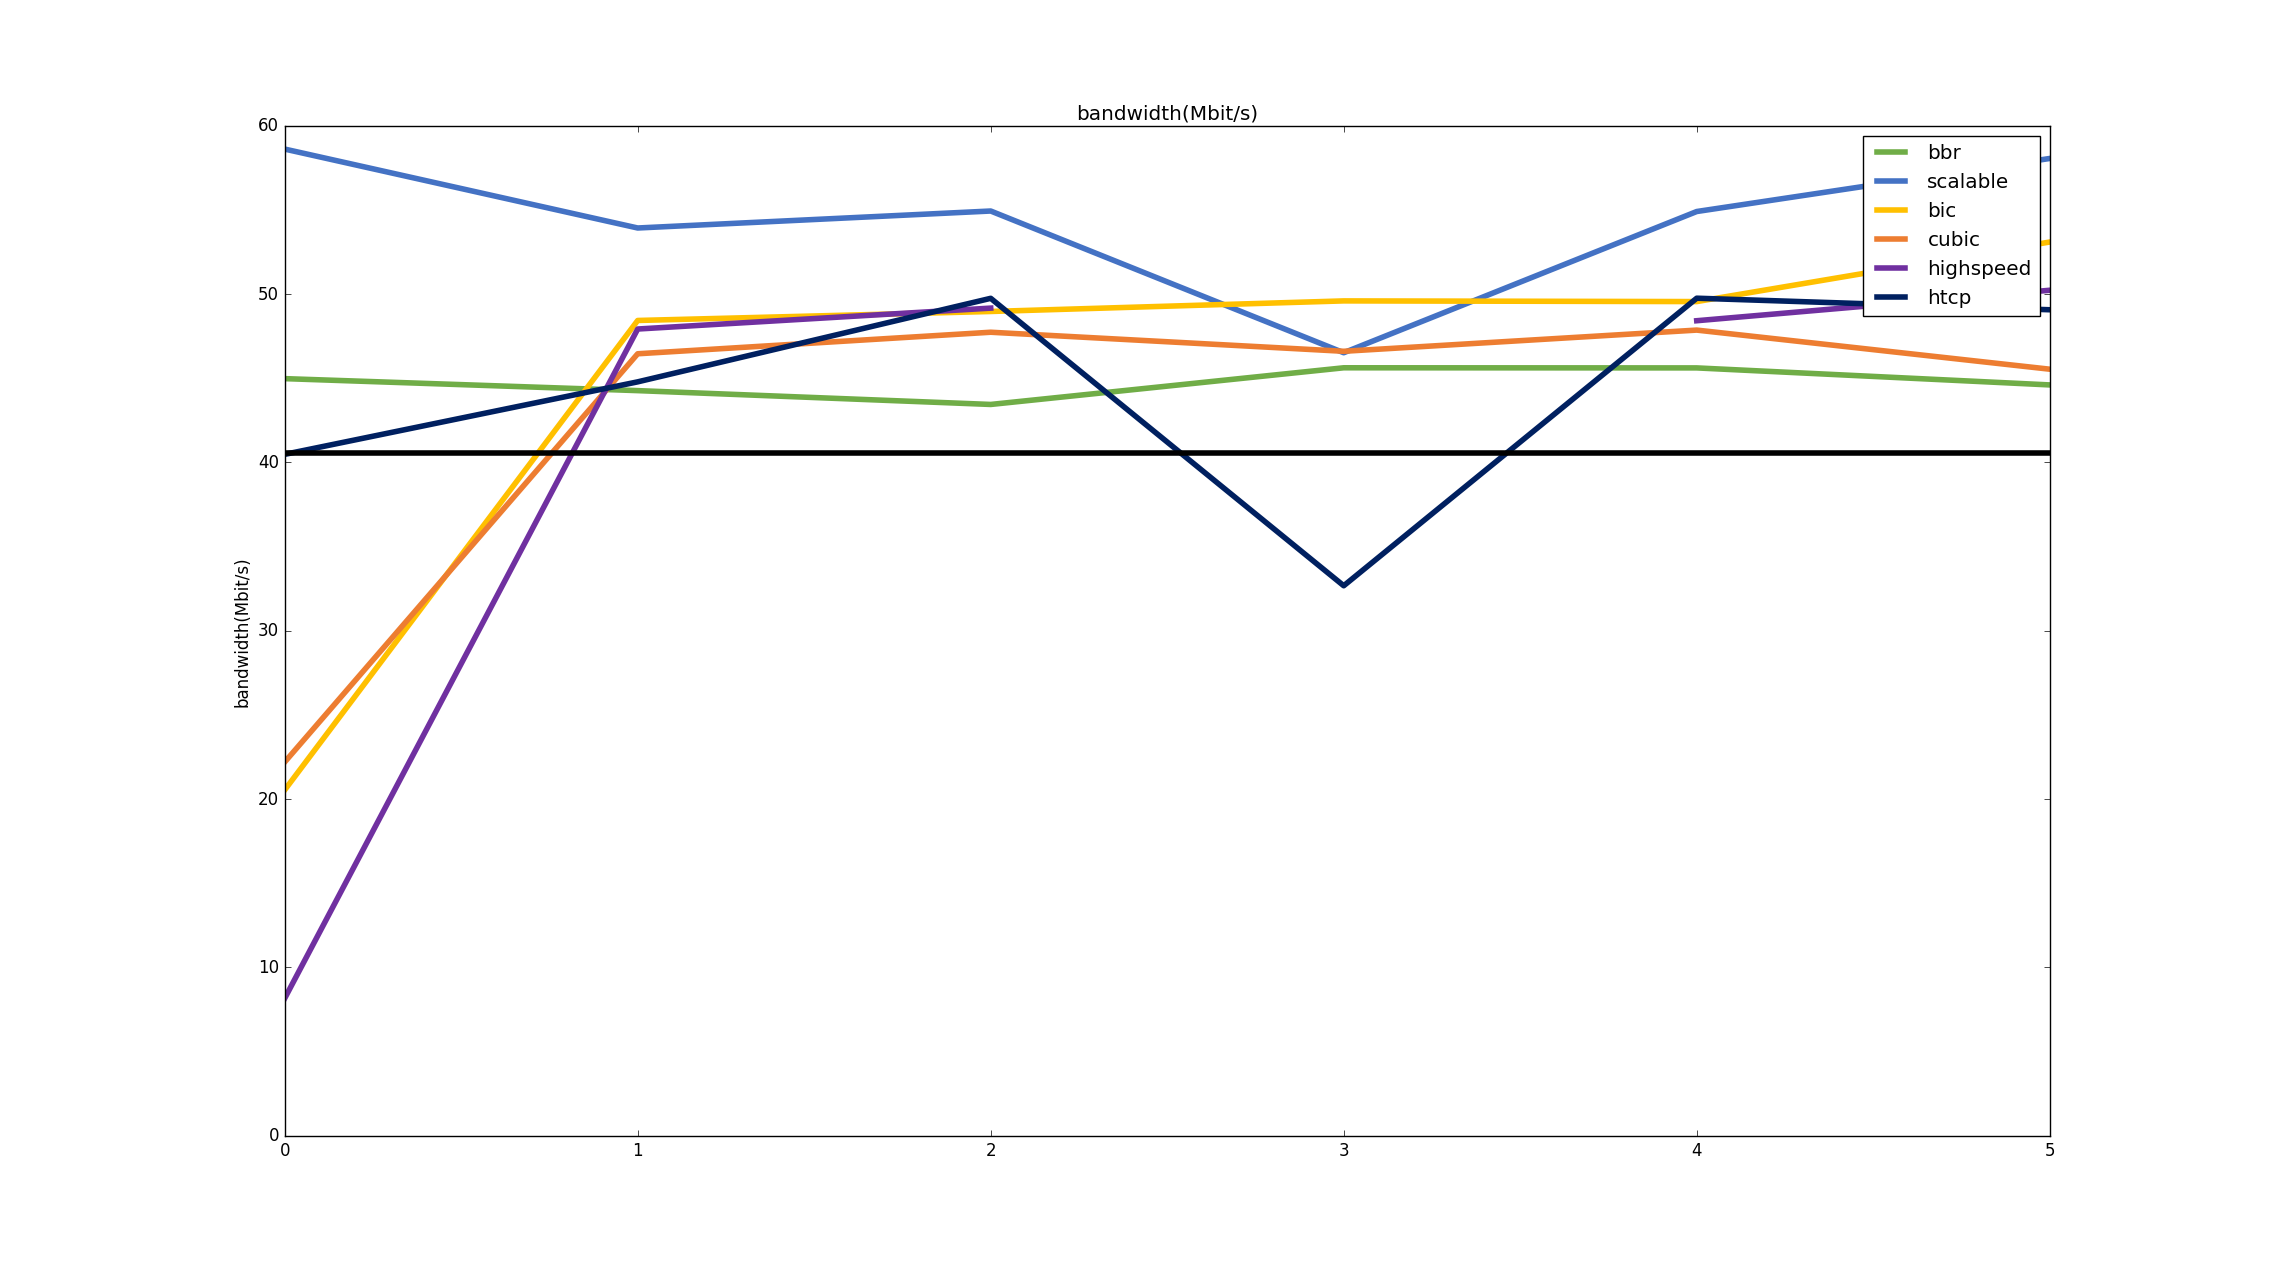 bandwidth(Mbit/s)
60
50
40
30
20
10
0
bandwidth(Mbit/s)
bbr
scalable
bic
cubic
highspeed
htcp
0 1 2 3 4 5